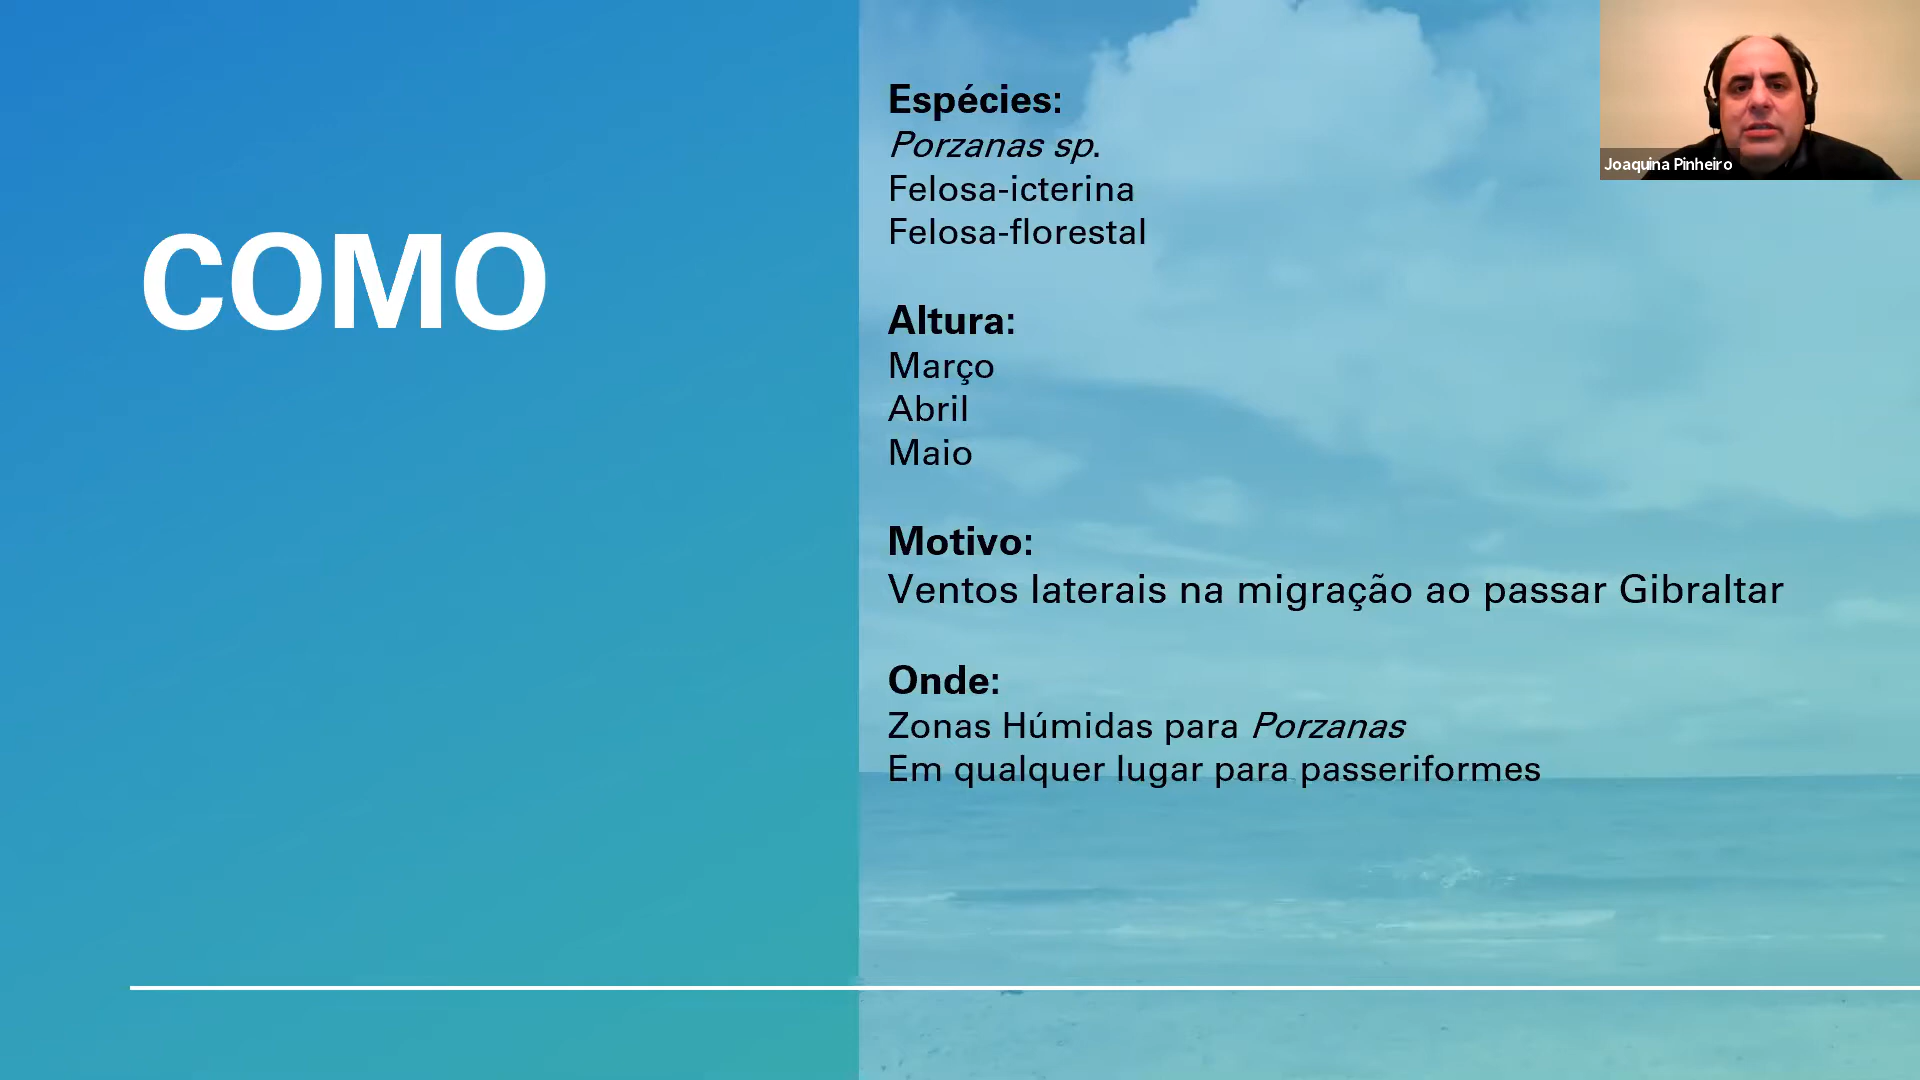 COMO
Espécies:
Porzanas sp.
Felosa-icterina
Felosa-florestal
Altura:
Março
Abril
Maio
Motivo:
Ventos laterais na migração ao passar Gibraltar
Onde:
Zonas Húmidas para Porzanas
Em qualquer lugar para passeriformes
Joaquina Pinheiro